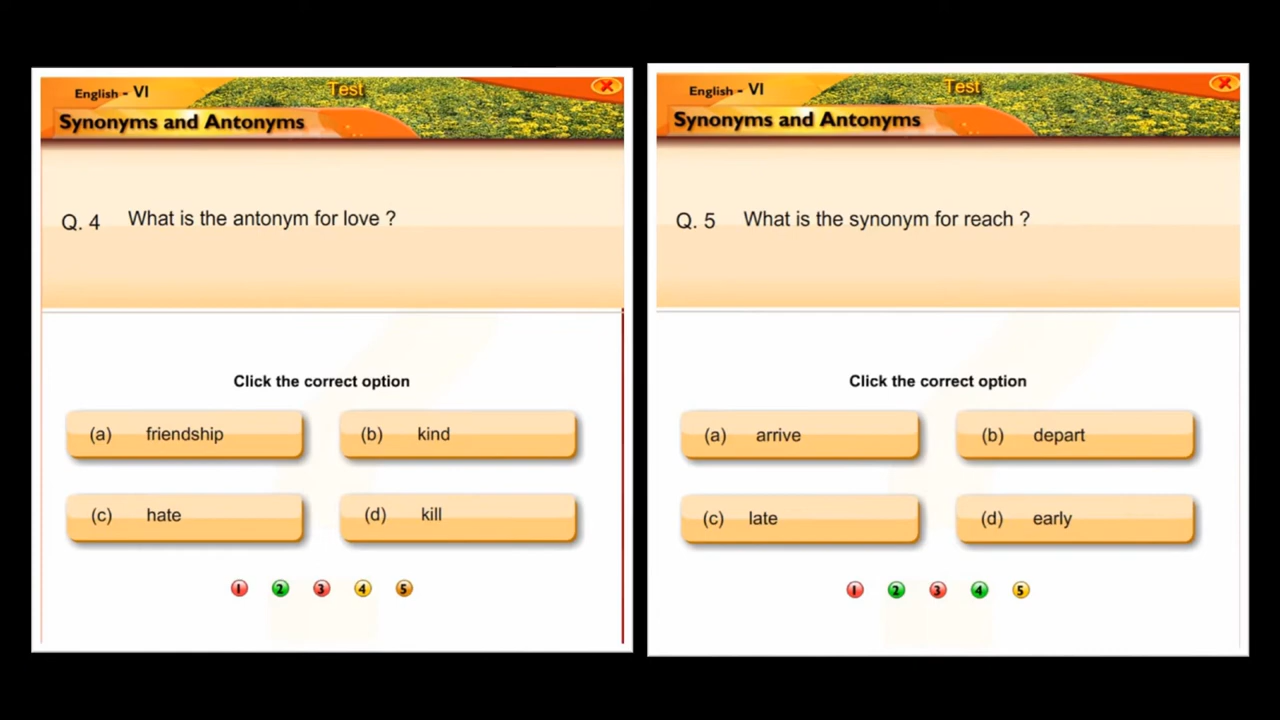 English - VI
Test
Synonyms and Antonyms
Q. 4 What is the antonym for love ?
Click the correct option
(a) friendship
(b) kind
(c) hate
(d) kill
1 2 3 4 5
English - VI
Test
Synonyms and Antonyms
Q. 5 What is the synonym for reach ?
Click the correct option
(a) arrive
(b) depart
(c) late
(d) early
1 2 3 4 5